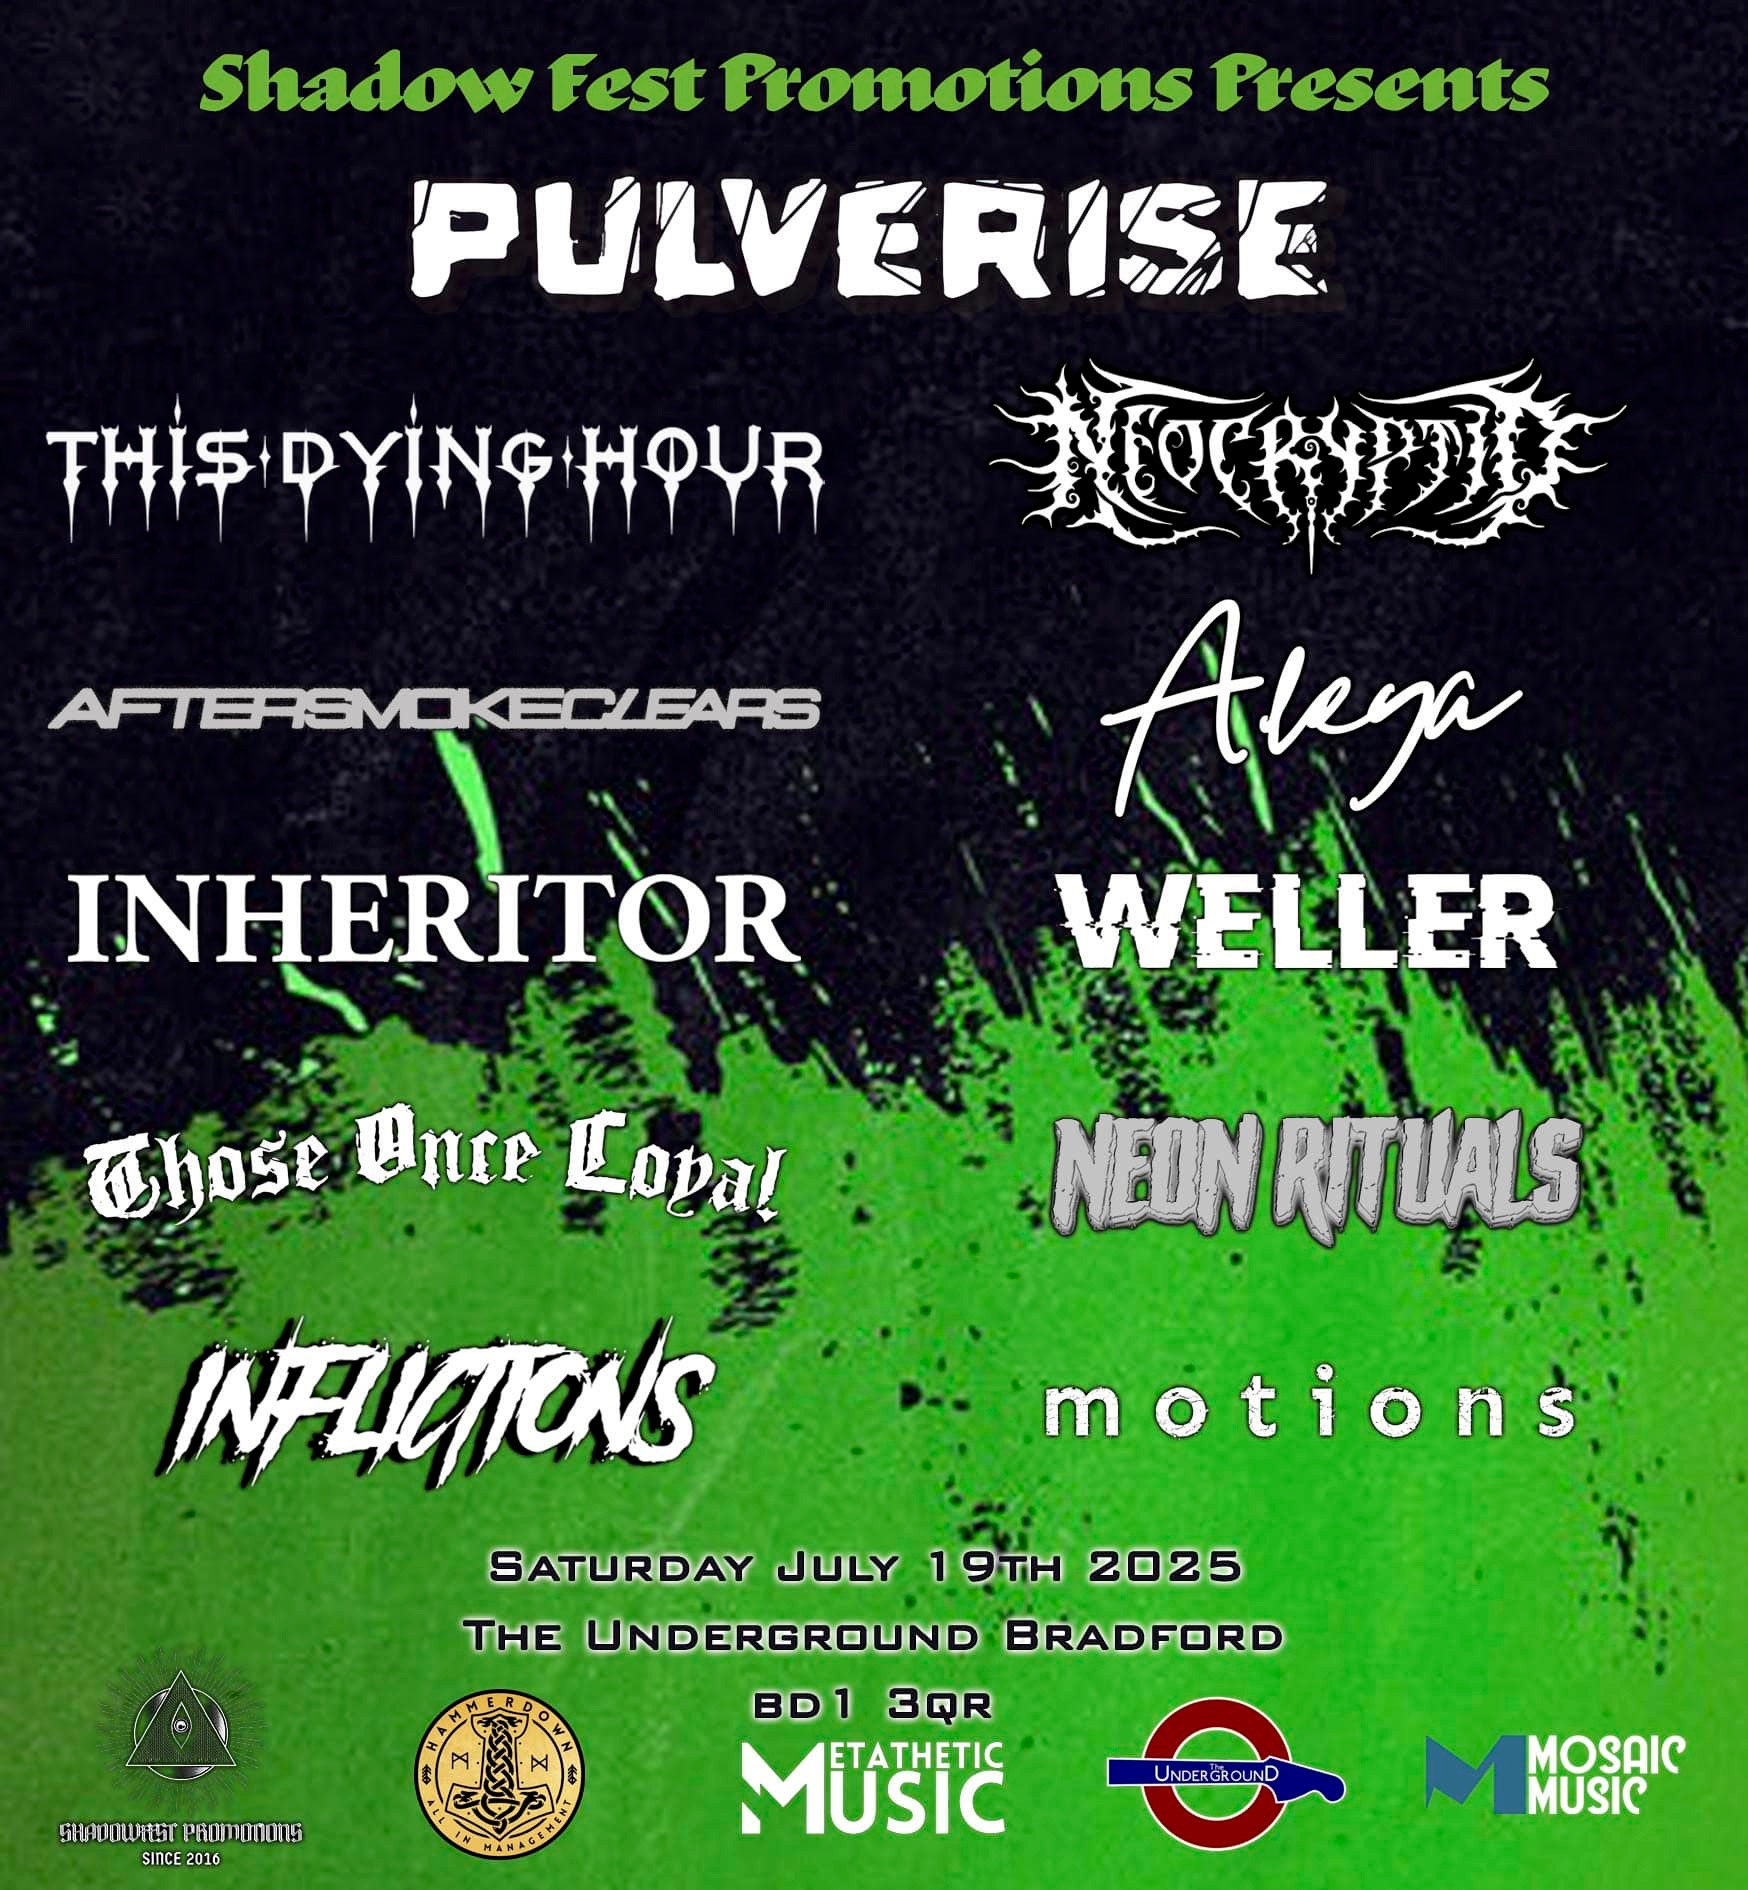 Shadow Fest Promotions Presents
PULVERISE
THIS·DYING·HOUR
NEOCRYPTID
AFTERSMOKECLEARS
Aleya
INHERITOR
WELLER
Those Once Loyal
NEON RITUALS
INFLICTIONS
motions
SATURDAY JULY 19TH 2025
THE UNDERGROUND BRADFORD
BD1 3QR
SHADOWFEST PROMOTIONS
SINCE 2016
HAMMERDOWN
ALL IN MANAGEMENT
METATHETIC
MUSIC
The
UNDERGROUND
MOSAIC
MUSIC